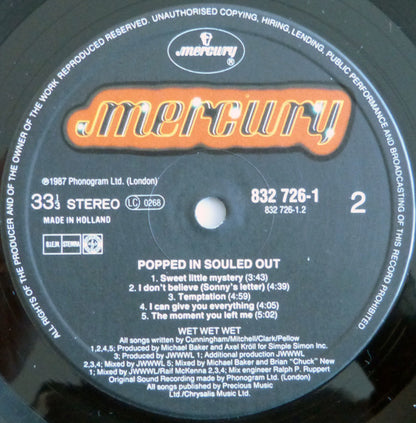 ALL RIGHTS OF THE PRODUCER AND OF THE OWNER OF THE WORK REPRODUCED RESERVED. UNAUTHORISED COPYING, HIRING, LENDING, PUBLIC PERFORMANCE AND BROADCASTING OF THIS RECORD PROHIBITED
mercury
®
mercury
℗1987 Phonogram Ltd. (London)
33⅓ STEREO LC 0268
MADE IN HOLLAND
832 726-1
832 726-1.2
2
B.I.E.M. STEMRA
POPPED IN SOULED OUT
1. Sweet little mystery (3:43)
2. I don't believe (Sonny's letter) (4:39)
3. Temptation (4:59)
4. I can give you everything (4:05)
5. The moment you left me (5:02)
WET WET WET
All songs written by Cunningham/Mitchell/Clark/Pellow
1,2,4,5; Produced by Michael Baker and Axel Kröll for Simple Simon Inc.
3; Produced by JWWWL 1; Additional production JWWWL
2,3,4; Mixed by JWWWL 5; Mixed by Michael Baker and Brian "Chuck" New
JWWWL/Ralf McKenna 2,3,4; Mix engineer Ralph P. Ruppert
Original Sound Recording made by Phonogram Ltd. (London)
All songs published by Precious Music
Ltd./Chrysalis Music Ltd.